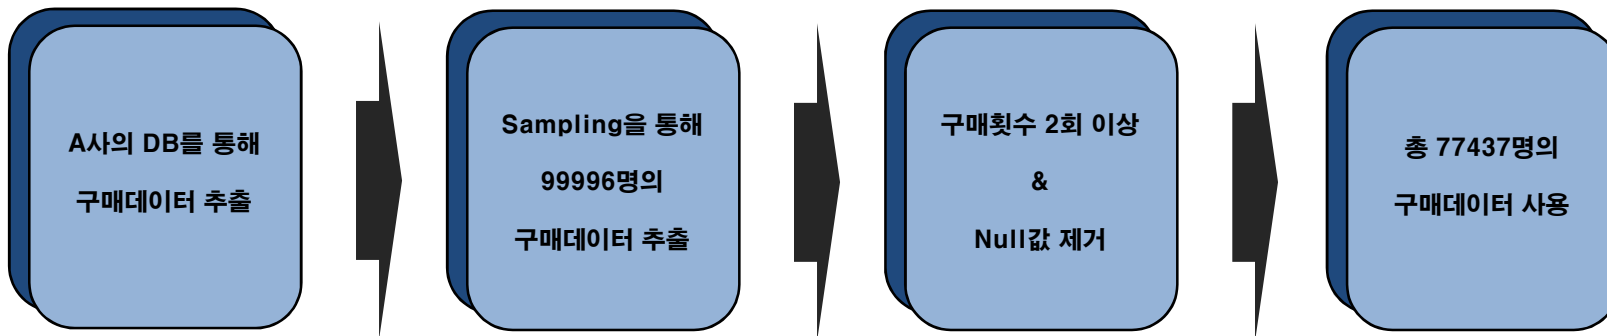 A사의 DB를 통해
구매데이터 추출
Sampling을 통해
99996명의
구매데이터 추출
구매횟수 2회 이상
&
Null값 제거
총 77437명의
구매데이터 사용